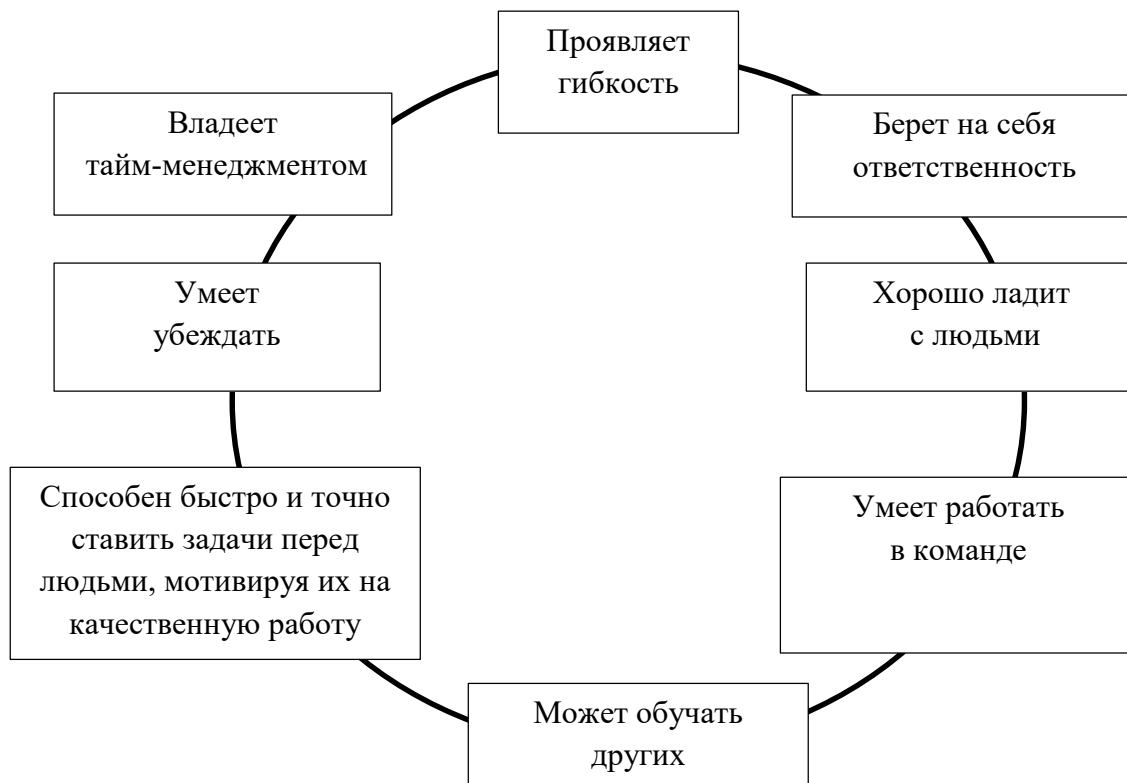 Проявляет
гибкость
Берет на себя
ответственность
Хорошо ладит
с людьми
Умеет работать
в команде
Может обучать
других
Способен быстро и точно
ставить задачи перед
людьми, мотивируя их на
качественную работу
Умеет
убеждать
Владеет
тайм-менеджментом